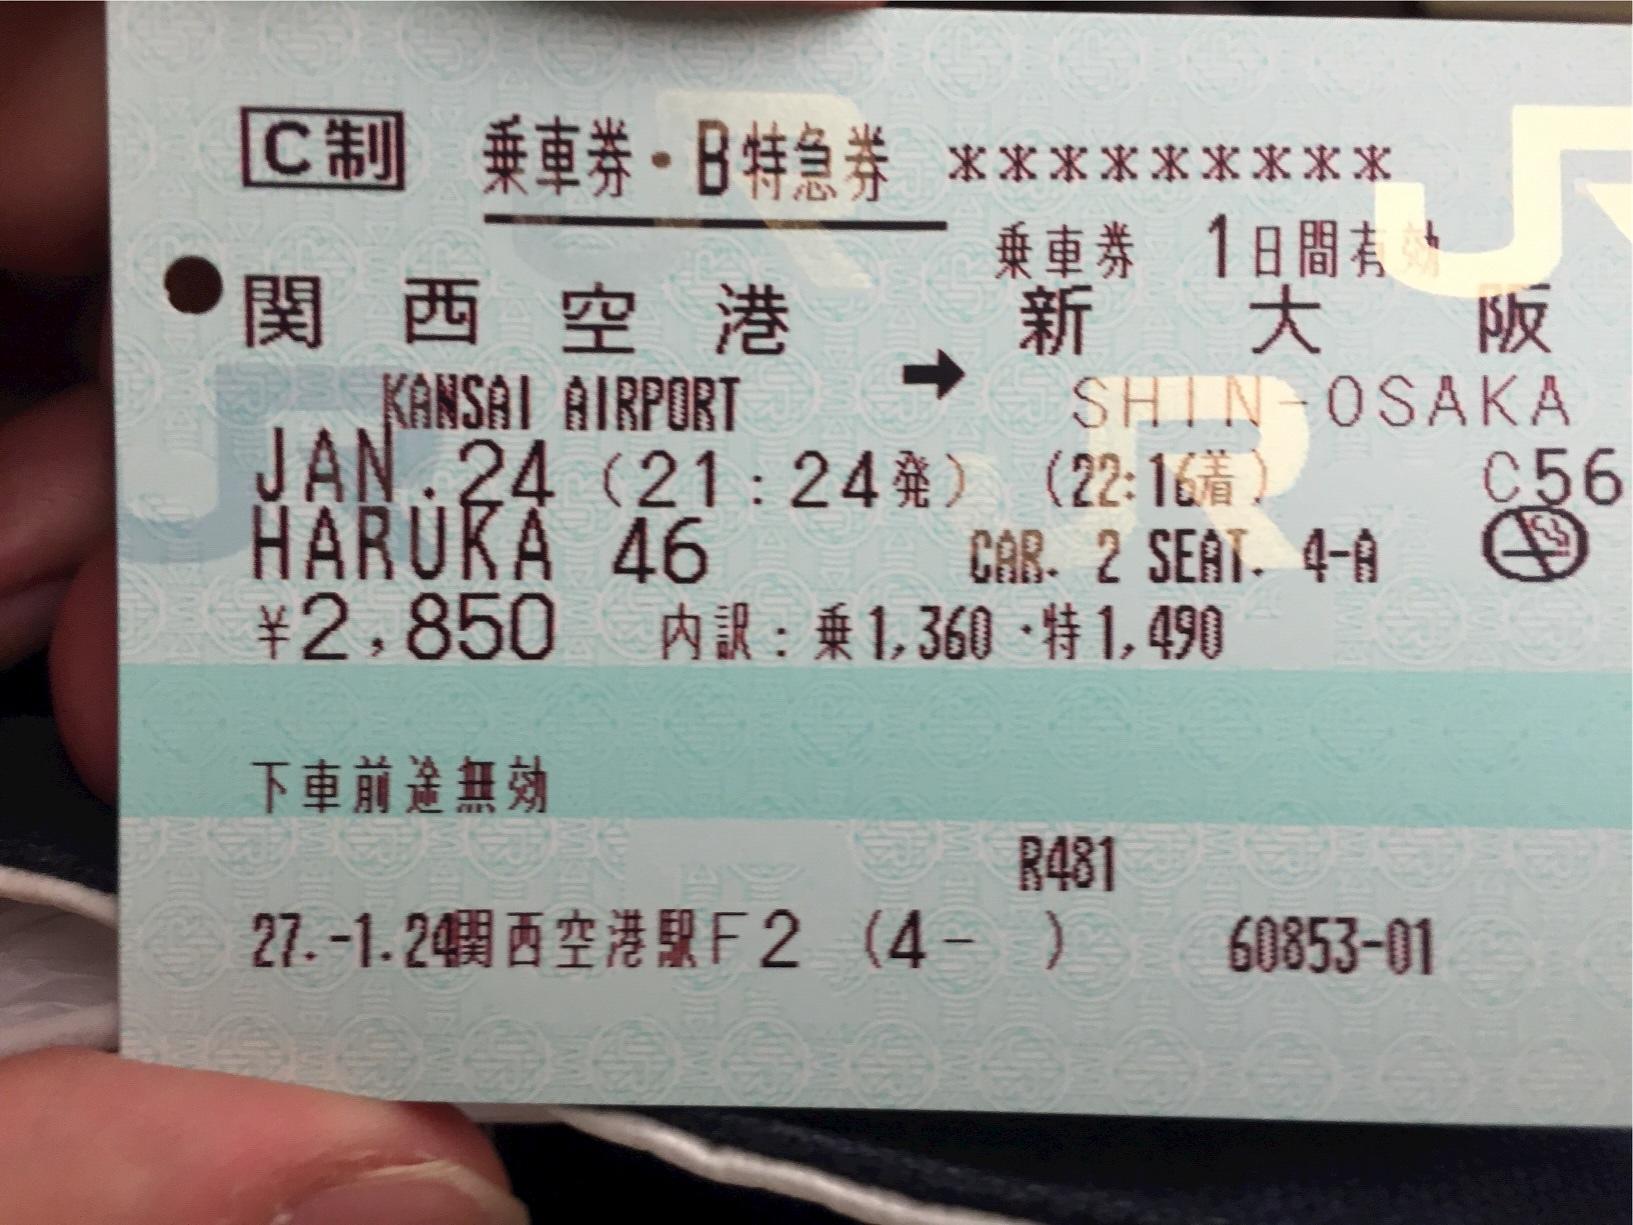 C制 乗車券・B特急券 *********
乗車券 1日間有効
関西空港 ➡ 新大阪
KANSAI AIRPORT SHIN-OSAKA
JAN.24 (21:24発) (22:16着) C56
HARUKA 46 CAR. 2 SEAT. 4-A
¥2,850 内訳:乗1,360・特1,490
下車前途無効
R481
27.-1.24関西空港駅F2 (4- ) 60853-01